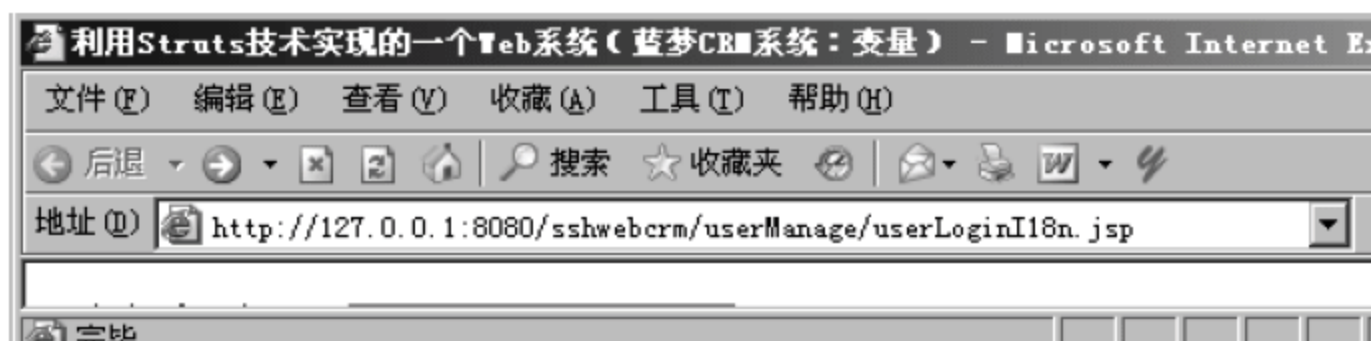 利用Struts技术实现的一个Web系统(蓝梦CRM系统:变量) - Microsoft Internet
文件(F) 编辑(E) 查看(V) 收藏(A) 工具(T) 帮助(H)
后退 搜索 收藏夹
地址(D) http://127.0.0.1:8080/sshwebcrm/userManage/userLoginI18n.jsp
完毕